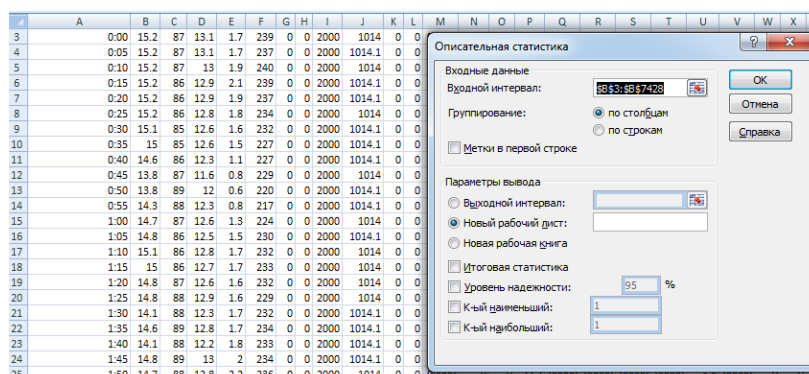 A B C D E F G H I J K L M N O P Q R S T U V W X
3 0:00 15.2 87 13.1 1.7 239 0 0 2000 1014 0 0
4 0:05 15.2 87 13.1 1.7 237 0 0 2000 1014.1 0 0
5 0:10 15.2 87 13 1.9 240 0 0 2000 1014 0 0
6 0:15 15.2 86 12.9 2.1 239 0 0 2000 1014.1 0 0
7 0:20 15.2 86 12.9 1.9 237 0 0 2000 1014.1 0 0
8 0:25 15.2 86 12.8 1.8 234 0 0 2000 1014 0 0
9 0:30 15.1 85 12.6 1.6 232 0 0 2000 1014.1 0 0
10 0:35 15 85 12.6 1.5 227 0 0 2000 1014.1 0 0
11 0:40 14.6 86 12.3 1.1 227 0 0 2000 1014.1 0 0
12 0:45 13.8 87 11.6 0.8 229 0 0 2000 1014 0 0
13 0:50 13.8 89 12 0.6 220 0 0 2000 1014.1 0 0
14 0:55 14.3 88 12.3 0.8 217 0 0 2000 1014.1 0 0
15 1:00 14.7 87 12.6 1.3 224 0 0 2000 1014 0 0
16 1:05 14.8 86 12.5 1.5 230 0 0 2000 1014.1 0 0
17 1:10 15.1 86 12.8 1.7 232 0 0 2000 1014 0 0
18 1:15 15 86 12.7 1.7 233 0 0 2000 1014 0 0
19 1:20 14.8 87 12.6 1.6 232 0 0 2000 1014 0 0
20 1:25 14.8 88 12.9 1.6 229 0 0 2000 1014 0 0
21 1:30 14.1 88 12.3 1.7 232 0 0 2000 1014.1 0 0
22 1:35 14.6 89 12.8 1.7 234 0 0 2000 1014.1 0 0
23 1:40 14.1 88 12.2 1.8 233 0 0 2000 1014.1 0 0
24 1:45 14.8 89 13 2 234 0 0 2000 1014.1 0 0
Описательная статистика
Входные данные
Входной интервал: $B$3:$B$7428
Группирование: по столбцам
по строкам
Метки в первой строке
OK
Отмена
Справка
Параметры вывода
Выходной интервал:
Новый рабочий лист:
Новая рабочая книга
Итоговая статистика
Уровень надежности: 95 %
К-ый наименьший: 1
К-ый наибольший: 1